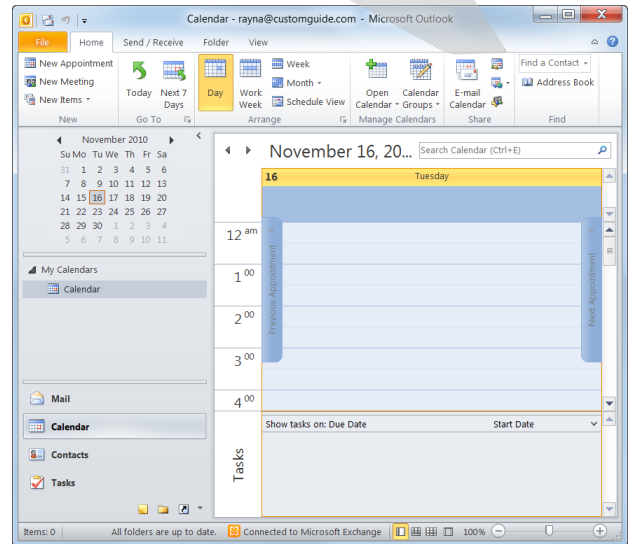 Calendar - rayna@customguide.com - Microsoft Outlook
File Home Send / Receive Folder View
New Appointment
New Meeting
New Items
New
Today
Next 7 Days
Go To
Day
Work Week
Week
Month
Schedule View
Arrange
Open Calendar
Calendar Groups
Manage Calendars
E-mail Calendar
Share
Find a Contact
Address Book
Find
November 2010
Su Mo Tu We Th Fr Sa
31 1 2 3 4 5 6
7 8 9 10 11 12 13
14 15 16 17 18 19 20
21 22 23 24 25 26 27
28 29 30 1 2 3 4
5 6 7 8 9 10 11
My Calendars
Calendar
Mail
Calendar
Contacts
Tasks
November 16, 20...
Search Calendar (Ctrl+E)
16 Tuesday
12 am
1 00
2 00
3 00
4 00
Previous Appointment
Next Appointment
Tasks
Show tasks on: Due Date Start Date
Items: 0 All folders are up to date. Connected to Microsoft Exchange 100%